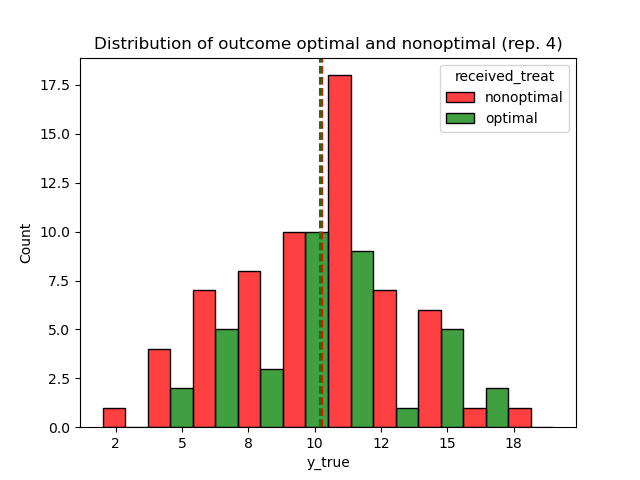 Distribution of outcome optimal and nonoptimal (rep. 4)
received_treat
nonoptimal
optimal
17.5
15.0
12.5
10.0
7.5
5.0
2.5
0.0
Count
2 5 8 10 12 15 18
y_true